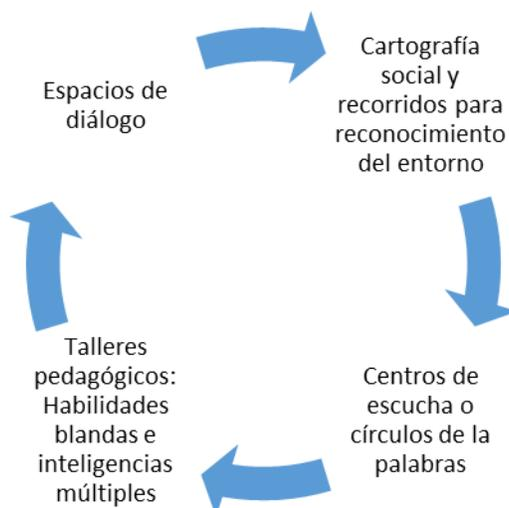 Espacios de
diálogo
Cartografía
social y
recorridos para
reconocimiento
del entorno
Centros de
escucha o
círculos de la
palabras
Talleres
pedagógicos:
Habilidades
blandas e
inteligencias
múltiples